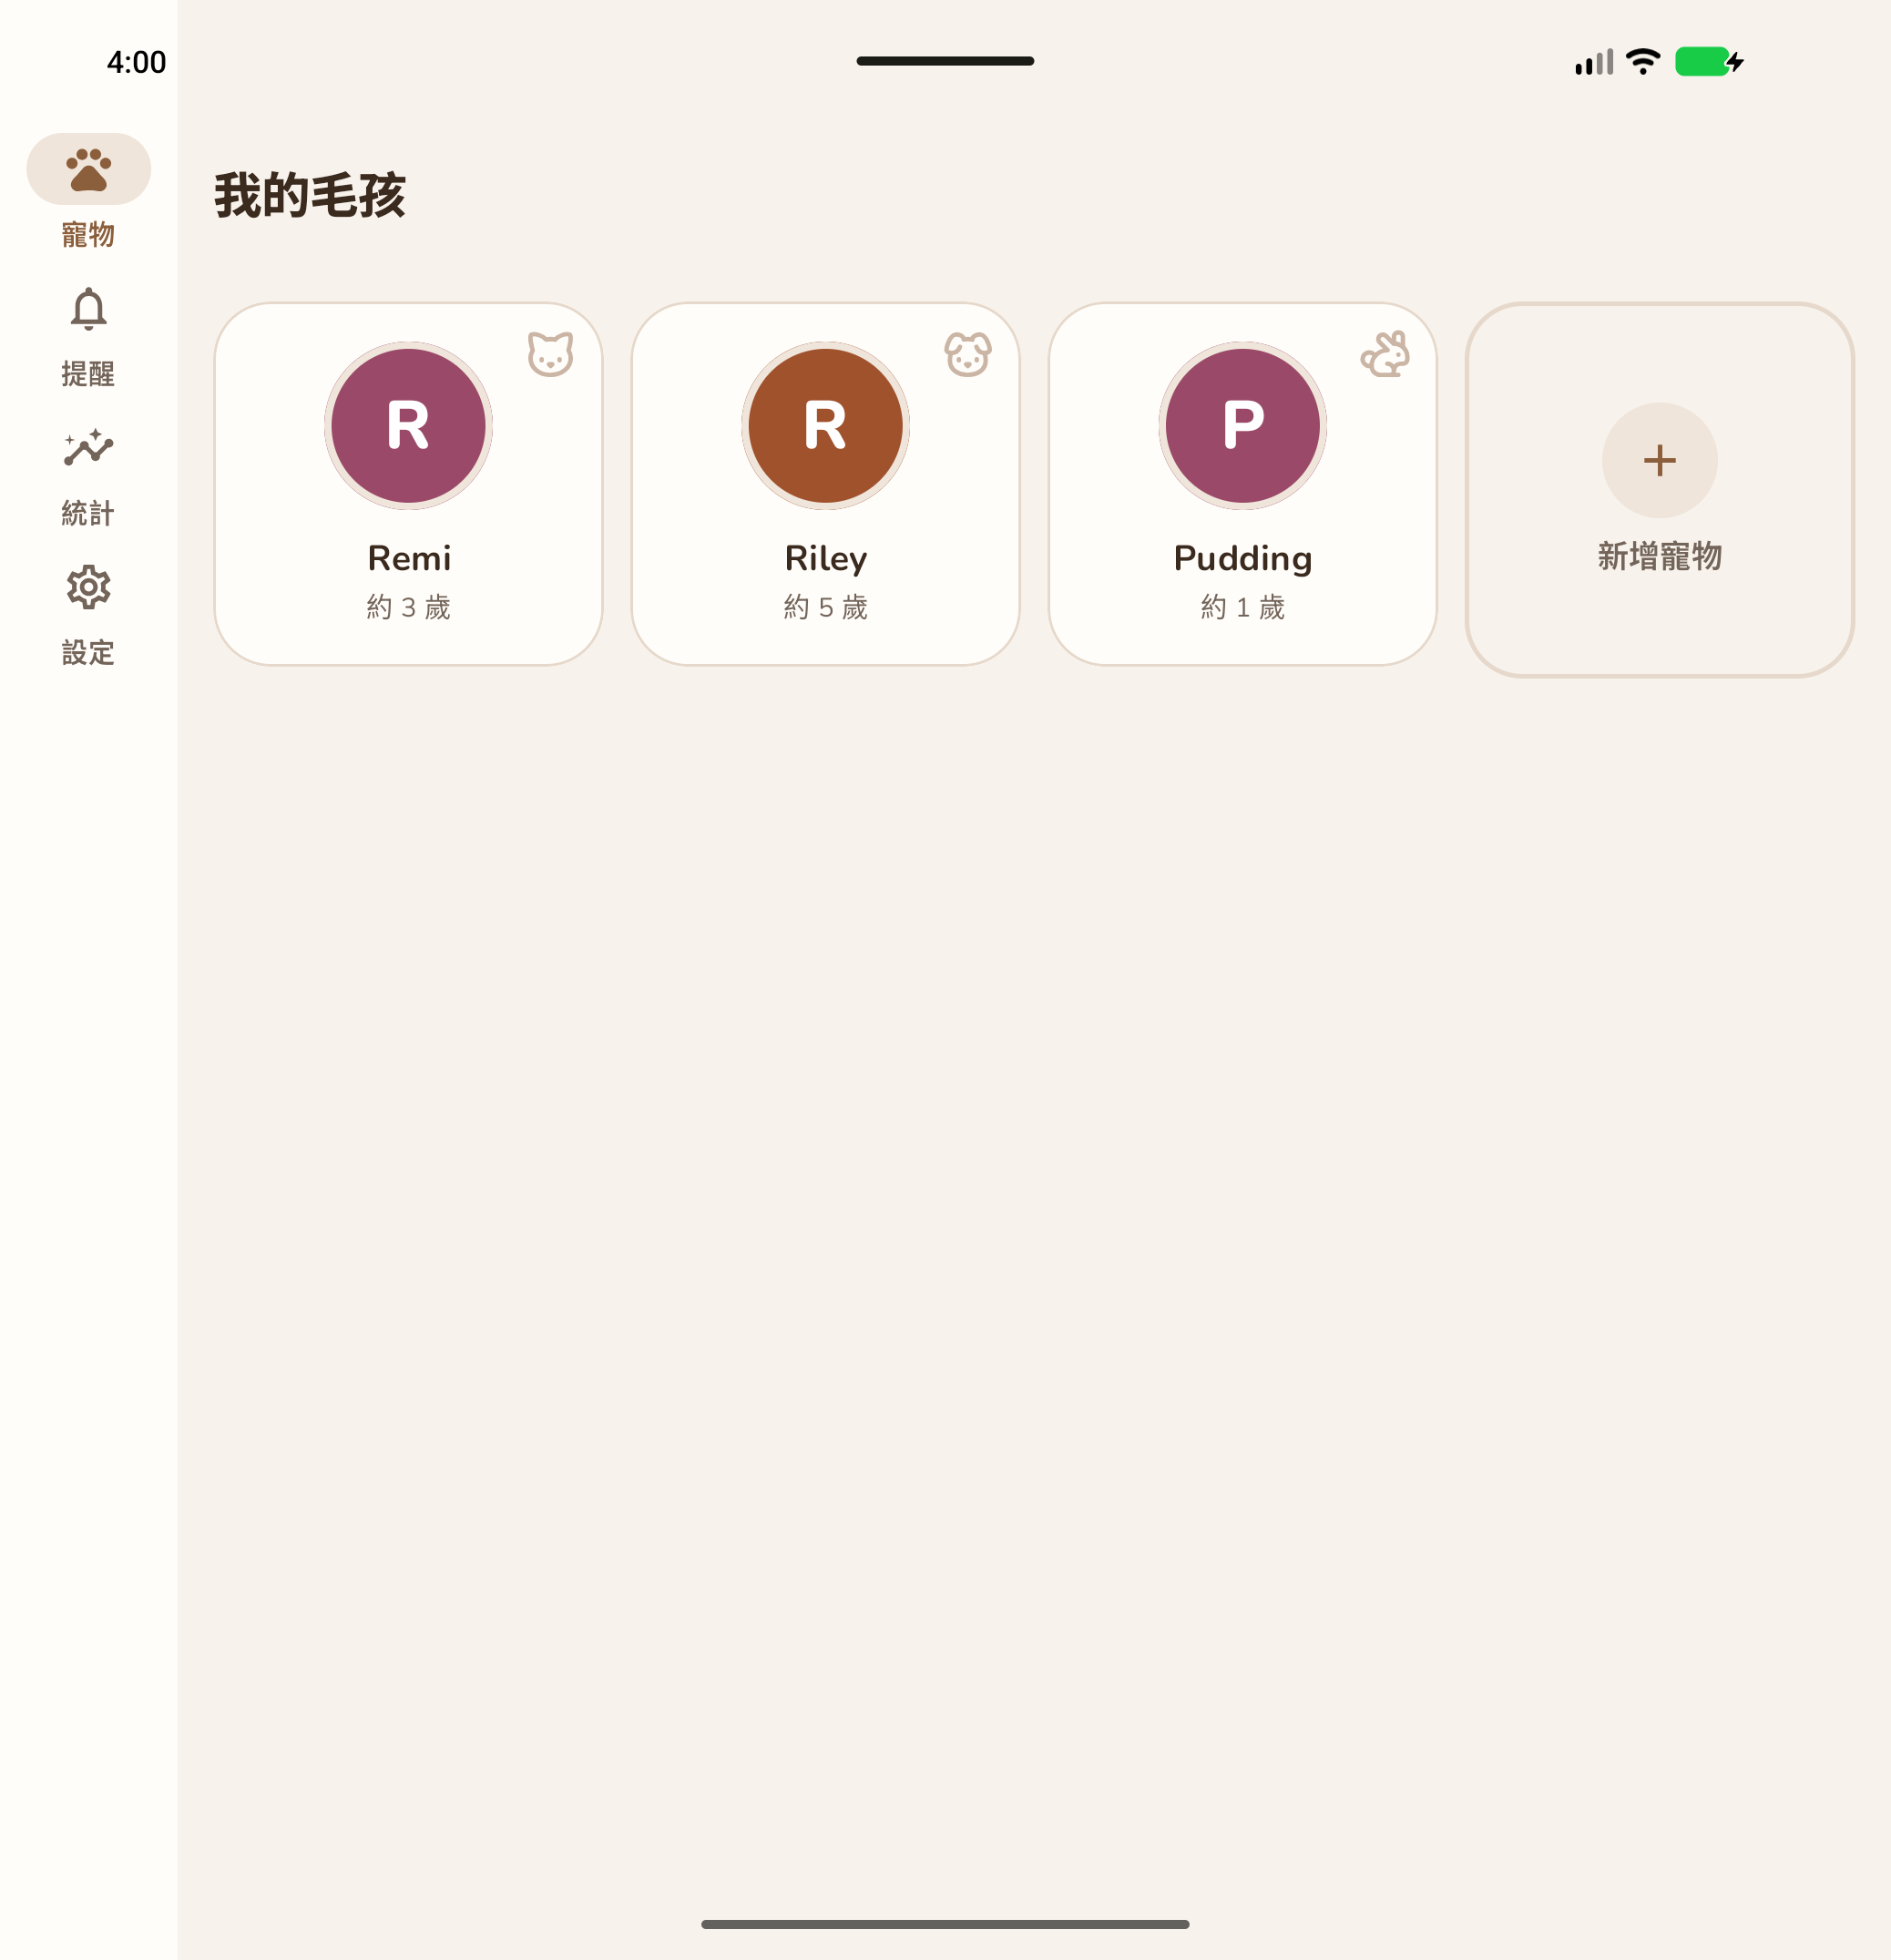 4:00
寵物
提醒
統計
設定
我的毛孩
R
Remi
約 3 歲
R
Riley
約 5 歲
P
Pudding
約 1 歲
+
新增寵物